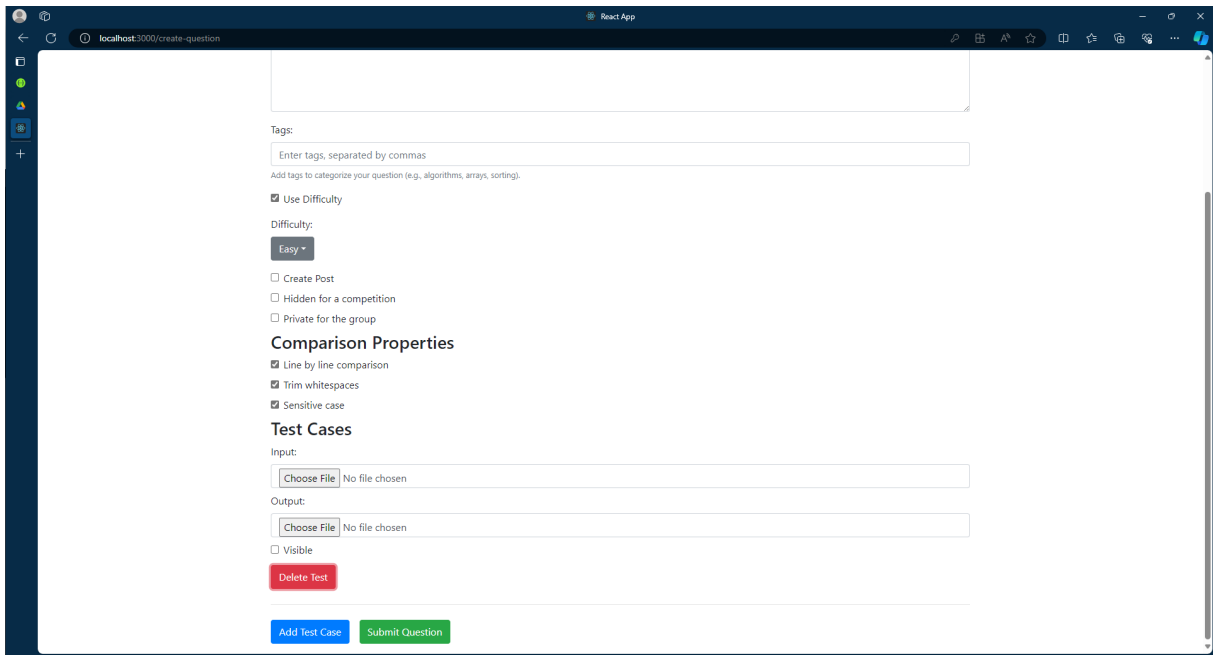 React App
localhost:3000/create-question
Tags:
Enter tags, separated by commas
Add tags to categorize your question (e.g., algorithms, arrays, sorting).
Use Difficulty
Difficulty:
Easy
Create Post
Hidden for a competition
Private for the group
Comparison Properties
Line by line comparison
Trim whitespaces
Sensitive case
Test Cases
Input:
Choose File No file chosen
Output:
Choose File No file chosen
Visible
Delete Test
Add Test Case Submit Question